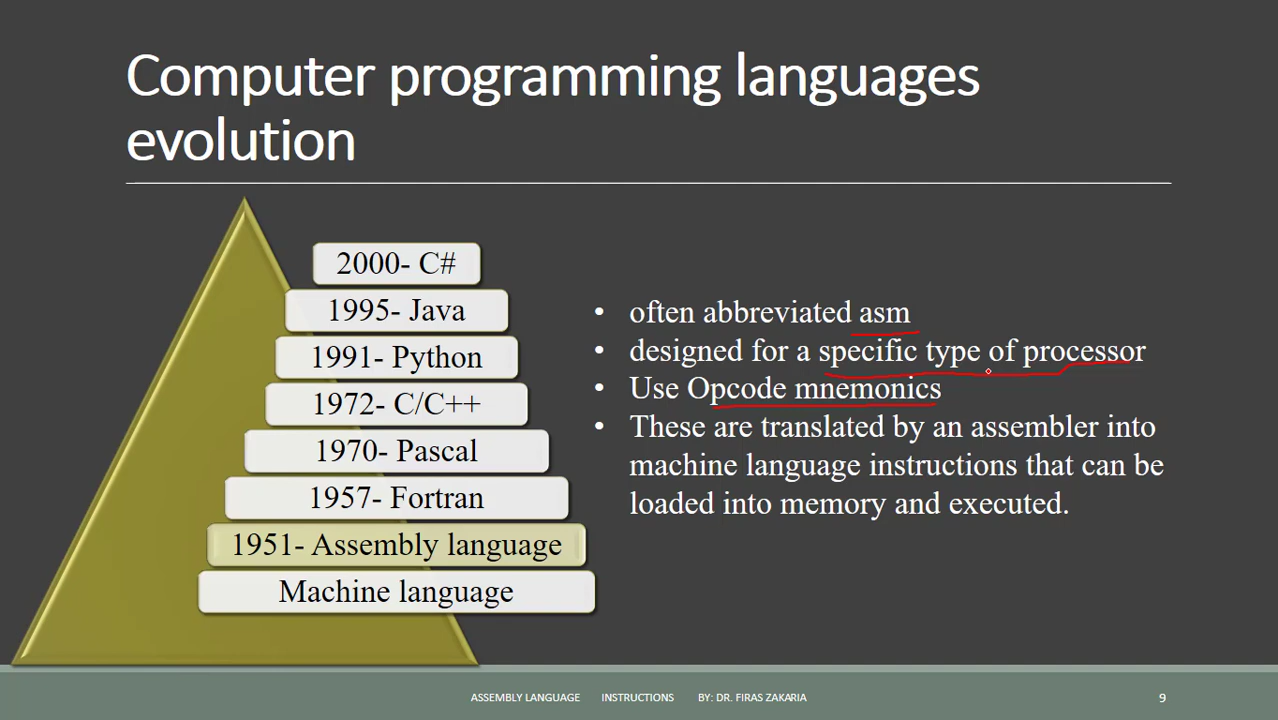 Computer programming languages
evolution
2000- C#
1995- Java
1991- Python
1972- C/C++
1970- Pascal
1957- Fortran
1951- Assembly language
Machine language
• often abbreviated asm
• designed for a specific type of processor
• Use Opcode mnemonics
• These are translated by an assembler into
machine language instructions that can be
loaded into memory and executed.
ASSEMBLY LANGUAGE INSTRUCTIONS BY: DR. FIRAS ZAKARIA
9